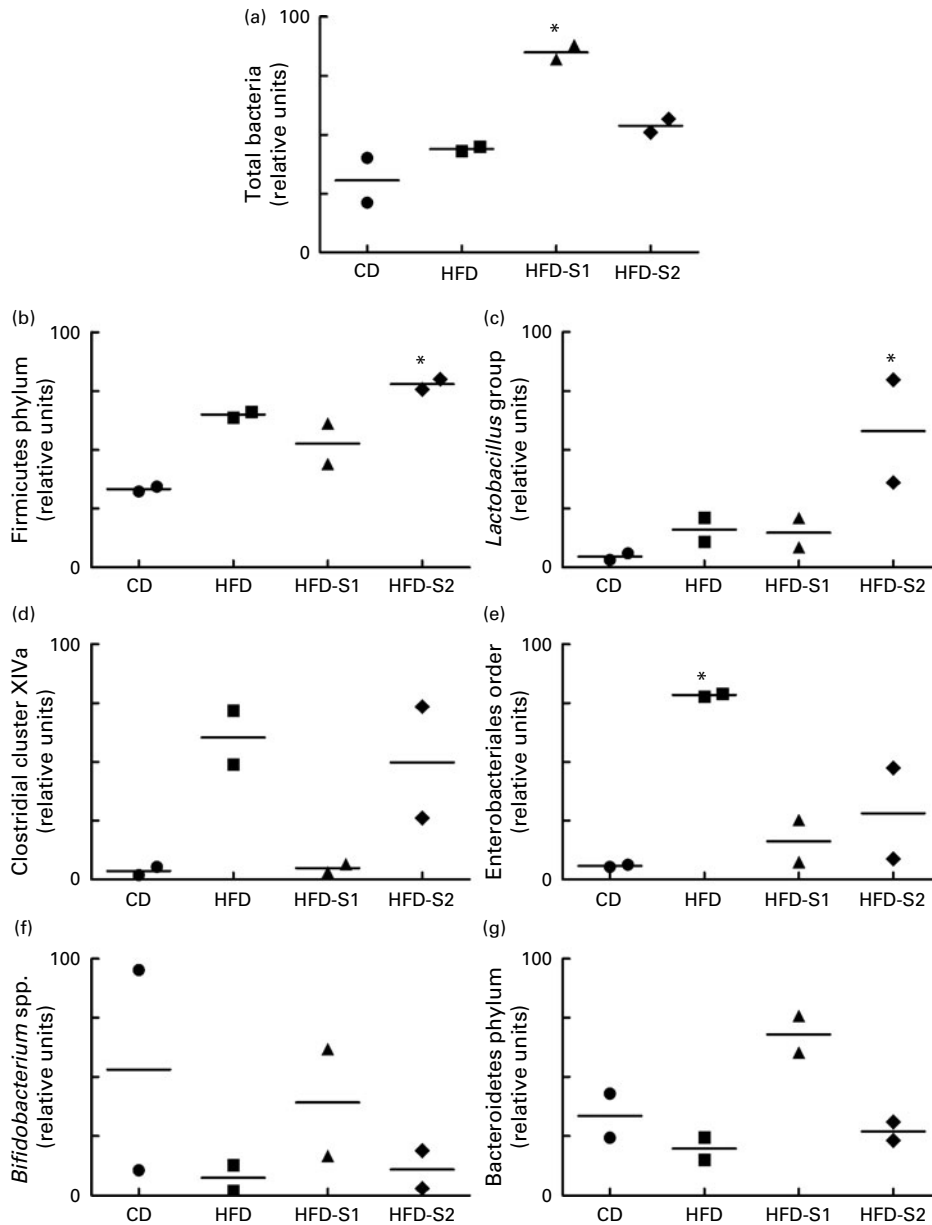 (a)
Total bacteria
(relative units)
100
*
0
CD HFD HFD-S1 HFD-S2
(b)
Firmicutes phylum
(relative units)
100
*
0
CD HFD HFD-S1 HFD-S2
(c)
Lactobacillus group
(relative units)
100
*
0
CD HFD HFD-S1 HFD-S2
(d)
Clostridial cluster XIVa
(relative units)
100
0
CD HFD HFD-S1 HFD-S2
(e)
Enterobacteriales order
(relative units)
100
*
0
CD HFD HFD-S1 HFD-S2
(f)
Bifidobacterium spp.
(relative units)
100
0
CD HFD HFD-S1 HFD-S2
(g)
Bacteroidetes phylum
(relative units)
100
0
CD HFD HFD-S1 HFD-S2